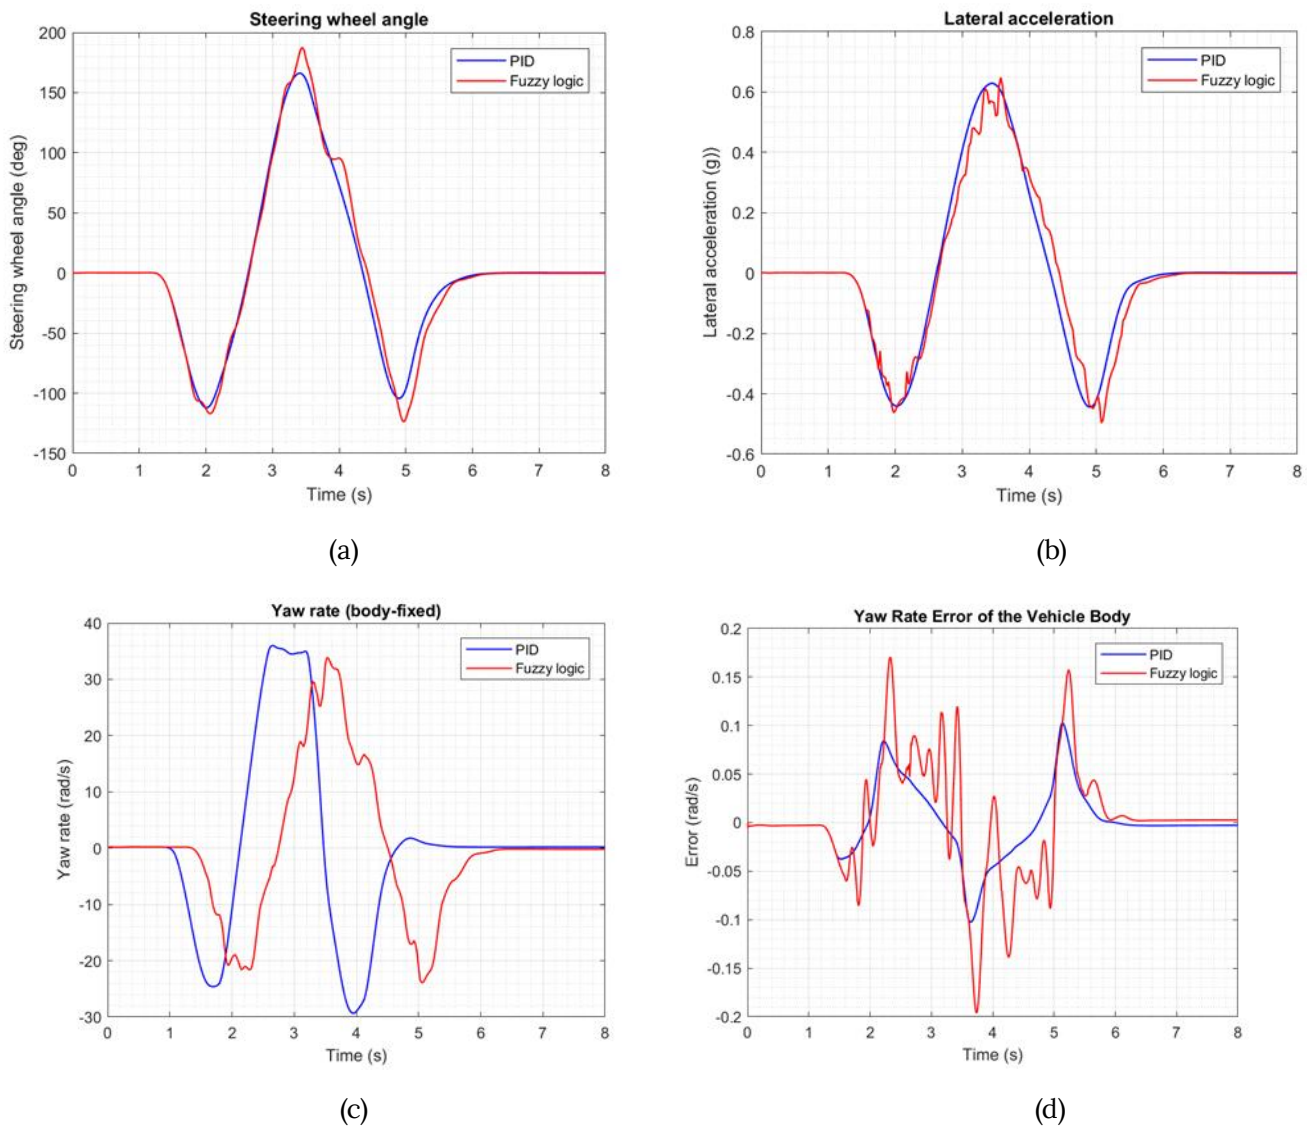 Steering wheel angle
200
150
100
50
0
-50
-100
-150
0 1 2 3 4 5 6 7 8
Steering wheel angle (deg)
Time (s)
PID
Fuzzy logic
(a)
Lateral acceleration
0.8
0.6
0.4
0.2
0
-0.2
-0.4
-0.6
0 1 2 3 4 5 6 7 8
Lateral acceleration (g))
Time (s)
PID
Fuzzy logic
(b)
Yaw rate (body-fixed)
40
30
20
10
0
-10
-20
-30
0 1 2 3 4 5 6 7 8
Yaw rate (rad/s)
Time (s)
PID
Fuzzy logic
(c)
Yaw Rate Error of the Vehicle Body
0.2
0.15
0.1
0.05
0
-0.05
-0.1
-0.15
-0.2
0 1 2 3 4 5 6 7 8
Error (rad/s)
Time (s)
PID
Fuzzy logic
(d)